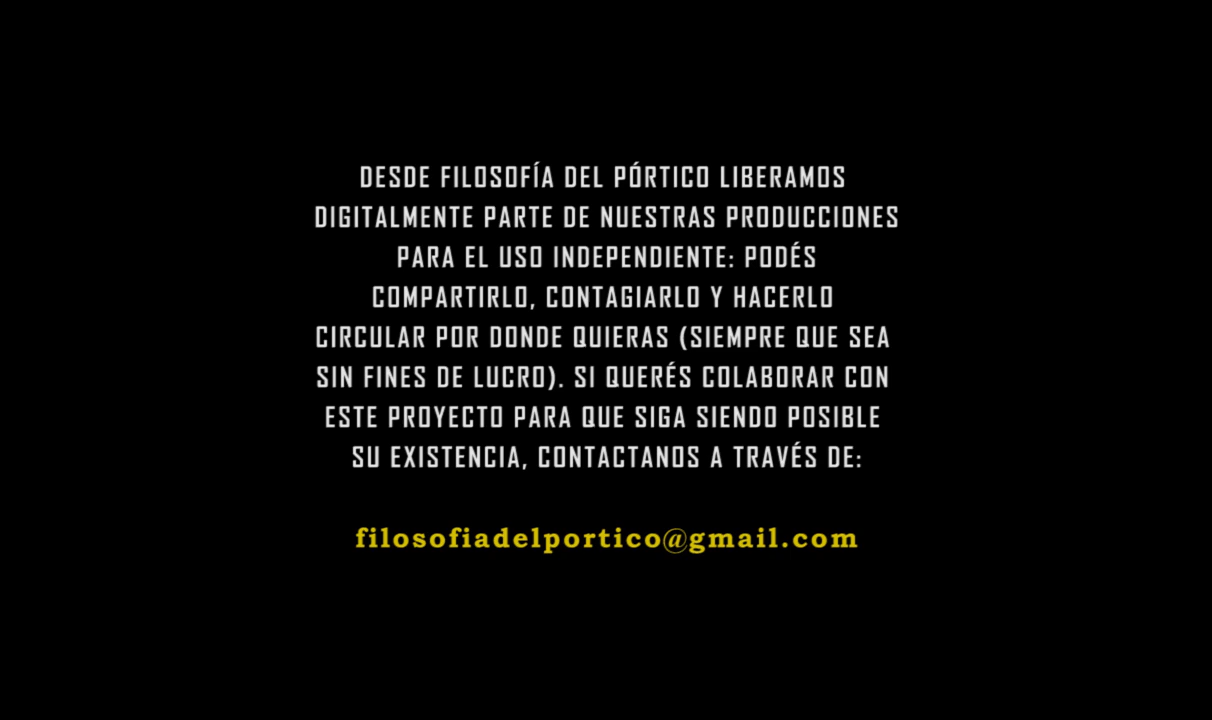 DESDE FILOSOFÍA DEL PÓRTICO LIBERAMOS
DIGITALMENTE PARTE DE NUESTRAS PRODUCCIONES
PARA EL USO INDEPENDIENTE: PODÉS
COMPARTIRLO, CONTAGIARLO Y HACERLO
CIRCULAR POR DONDE QUIERAS (SIEMPRE QUE SEA
SIN FINES DE LUCRO). SI QUERÉS COLABORAR CON
ESTE PROYECTO PARA QUE SIGA SIENDO POSIBLE
SU EXISTENCIA, CONTACTANOS A TRAVÉS DE:
filosofiadelportico@gmail.com